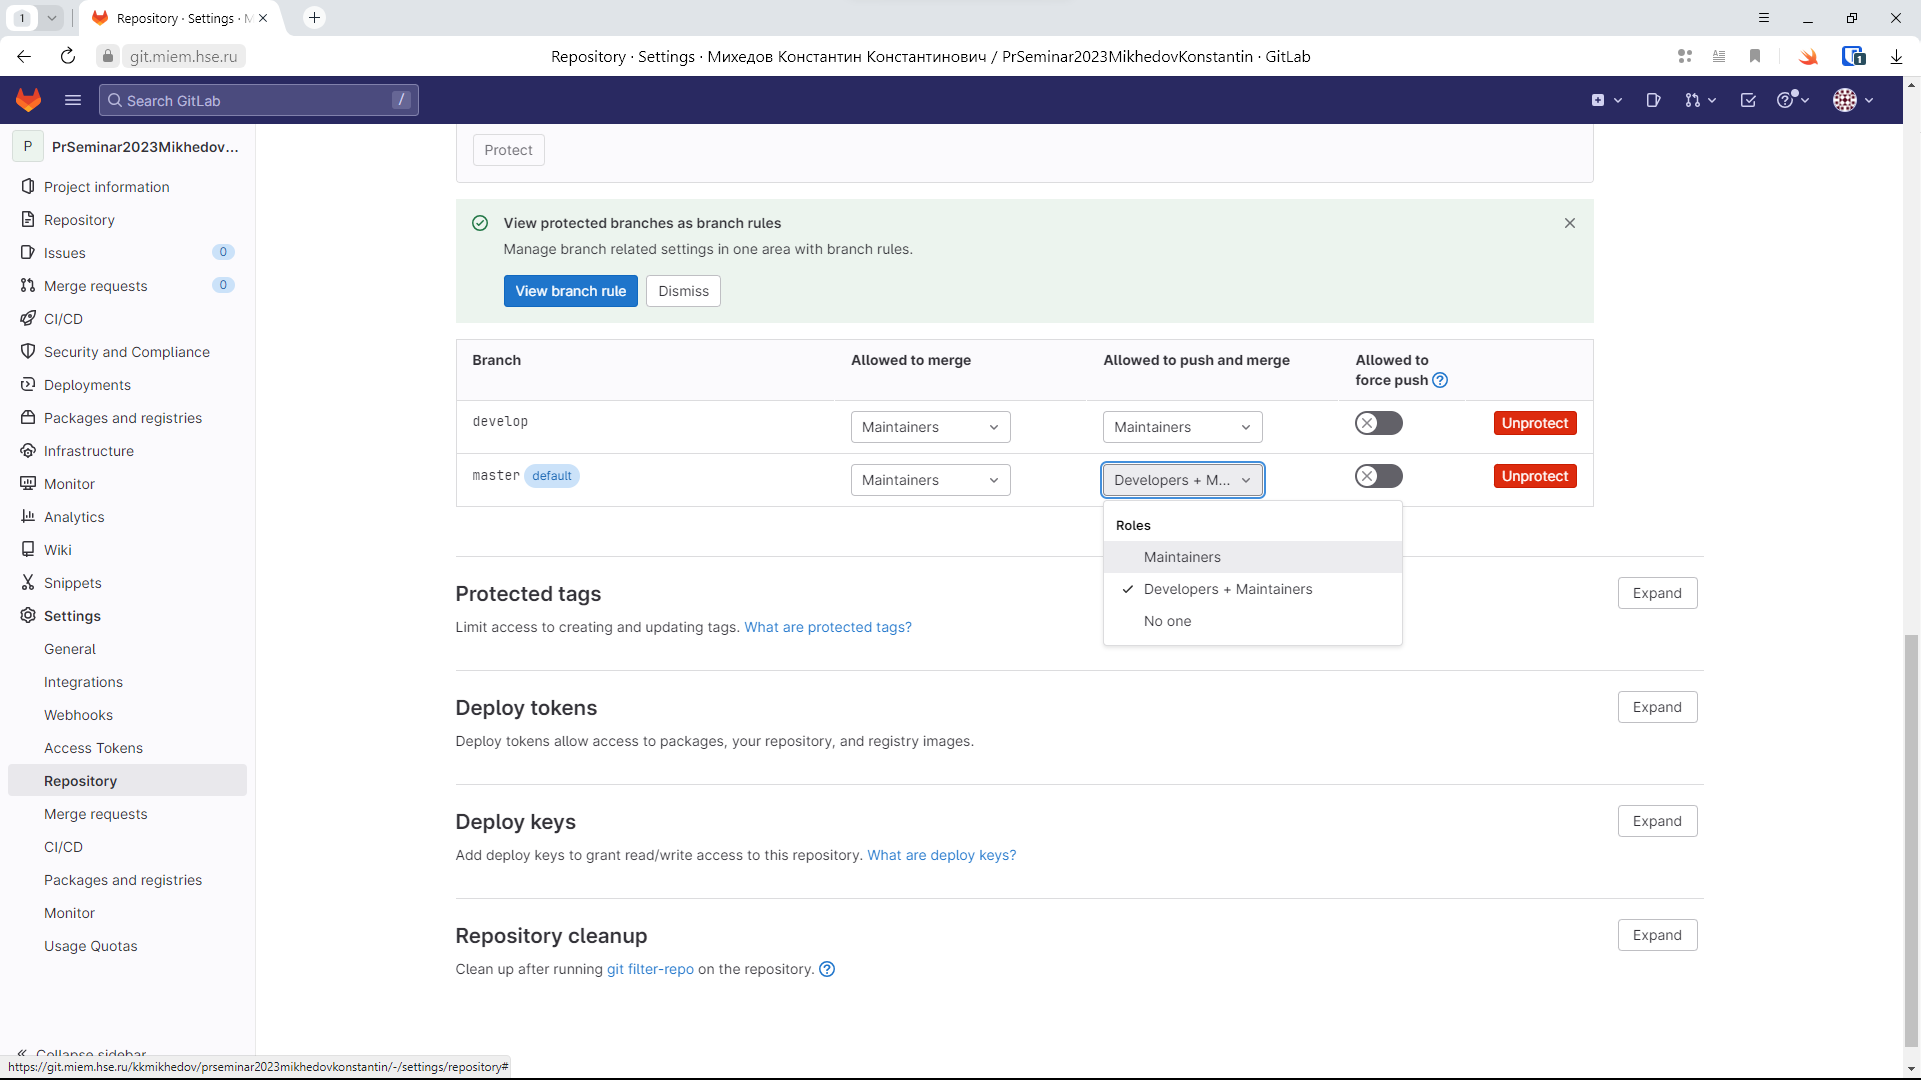 1
Repository · Settings · M
git.miem.hse.ru
Repository · Settings · Михедов Константин Константинович / PrSeminar2023MikhedovKonstantin · GitLab
1
Search GitLab
/
P
PrSeminar2023Mikhedov...
Project information
Repository
Issues
0
Merge requests
0
CI/CD
Security and Compliance
Deployments
Packages and registries
Infrastructure
Monitor
Analytics
Wiki
Snippets
Settings
General
Integrations
Webhooks
Access Tokens
Repository
Merge requests
CI/CD
Packages and registries
Monitor
Usage Quotas
Collapse sidebar
Protect
View protected branches as branch rules
Manage branch related settings in one area with branch rules.
View branch rule
Dismiss
Branch
Allowed to merge
Allowed to push and merge
Allowed to
force push
develop
Maintainers
Maintainers
Unprotect
master
default
Maintainers
Developers + M...
Unprotect
Roles
Maintainers
Developers + Maintainers
No one
Protected tags
Expand
Limit access to creating and updating tags. What are protected tags?
Deploy tokens
Expand
Deploy tokens allow access to packages, your repository, and registry images.
Deploy keys
Expand
Add deploy keys to grant read/write access to this repository. What are deploy keys?
Repository cleanup
Expand
Clean up after running git filter-repo on the repository.
https://git.miem.hse.ru/kkmikhedov/prseminar2023mikhedovkonstantin/-/settings/repository#